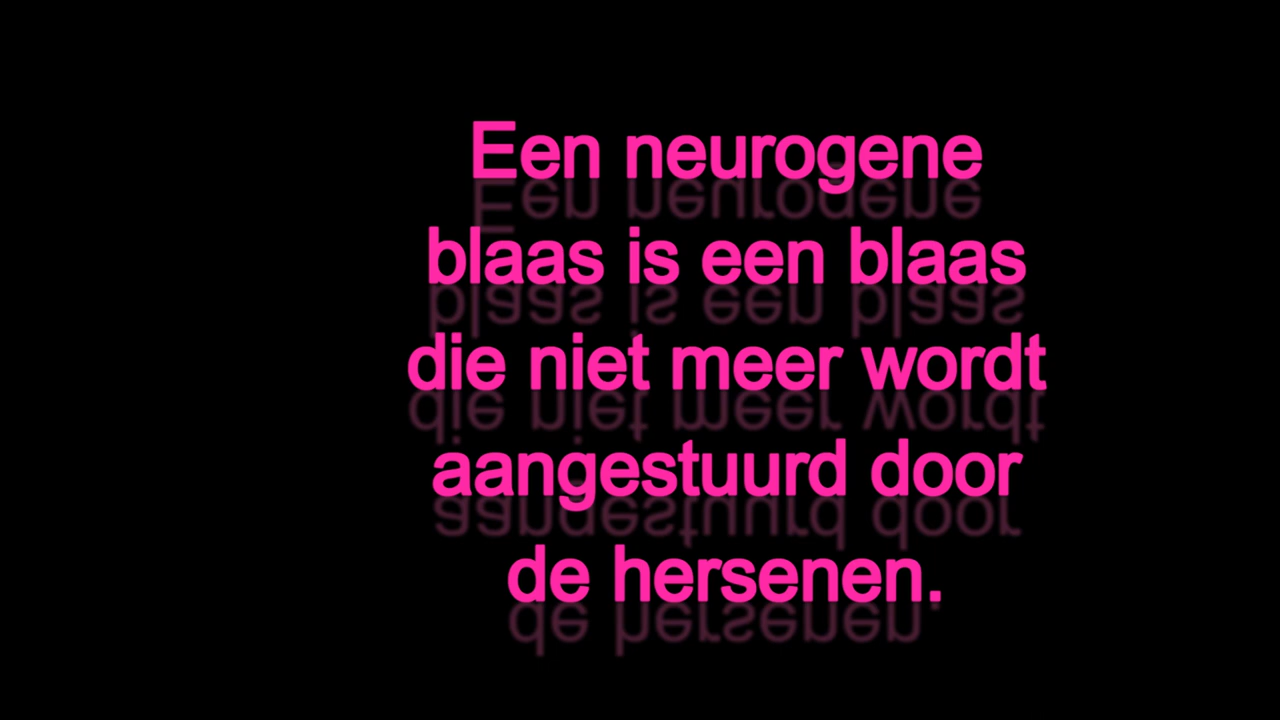 Een neurogene
blaas is een blaas
die niet meer wordt
aangestuurd door
de hersenen.